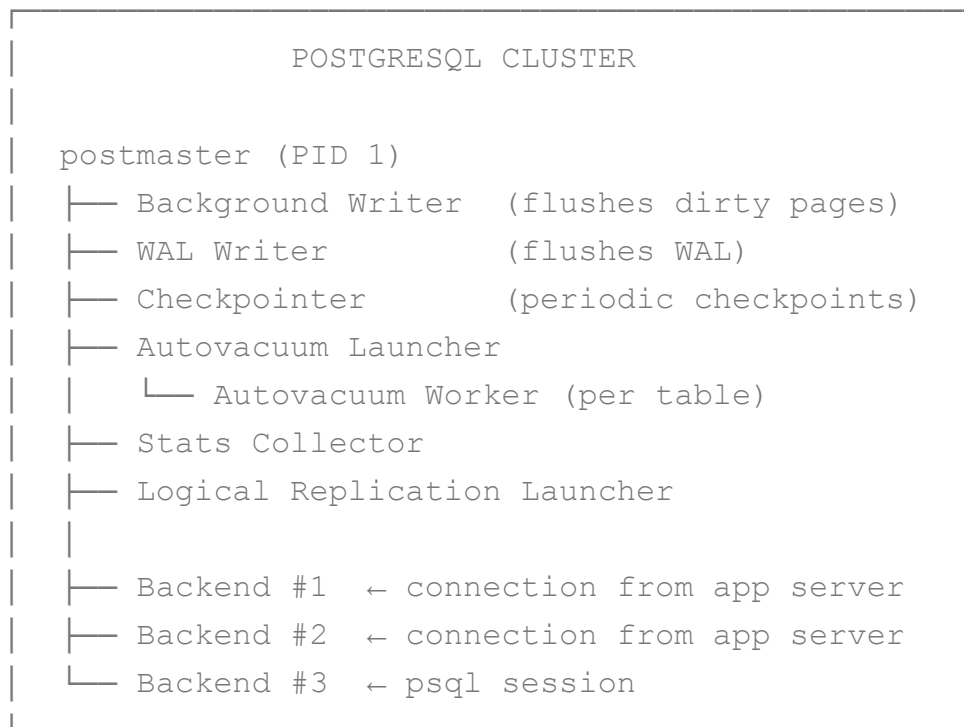 POSTGRESQL CLUSTER
postmaster (PID 1)
├── Background Writer (flushes dirty pages)
├── WAL Writer (flushes WAL)
├── Checkpointer (periodic checkpoints)
├── Autovacuum Launcher
│ └── Autovacuum Worker (per table)
├── Stats Collector
├── Logical Replication Launcher
├── Backend #1 ← connection from app server
├── Backend #2 ← connection from app server
└── Backend #3 ← psql session